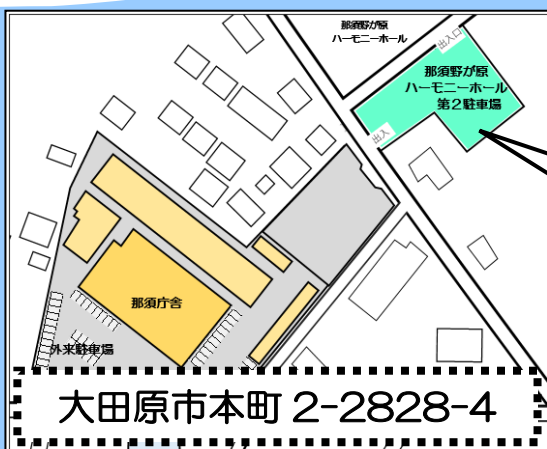 那須野が原
ハーモニーホール
出入口
那須野が原
ハーモニーホール
第2駐車場
出入
那須庁舎
外来駐車場
大田原市本町 2-2828-4